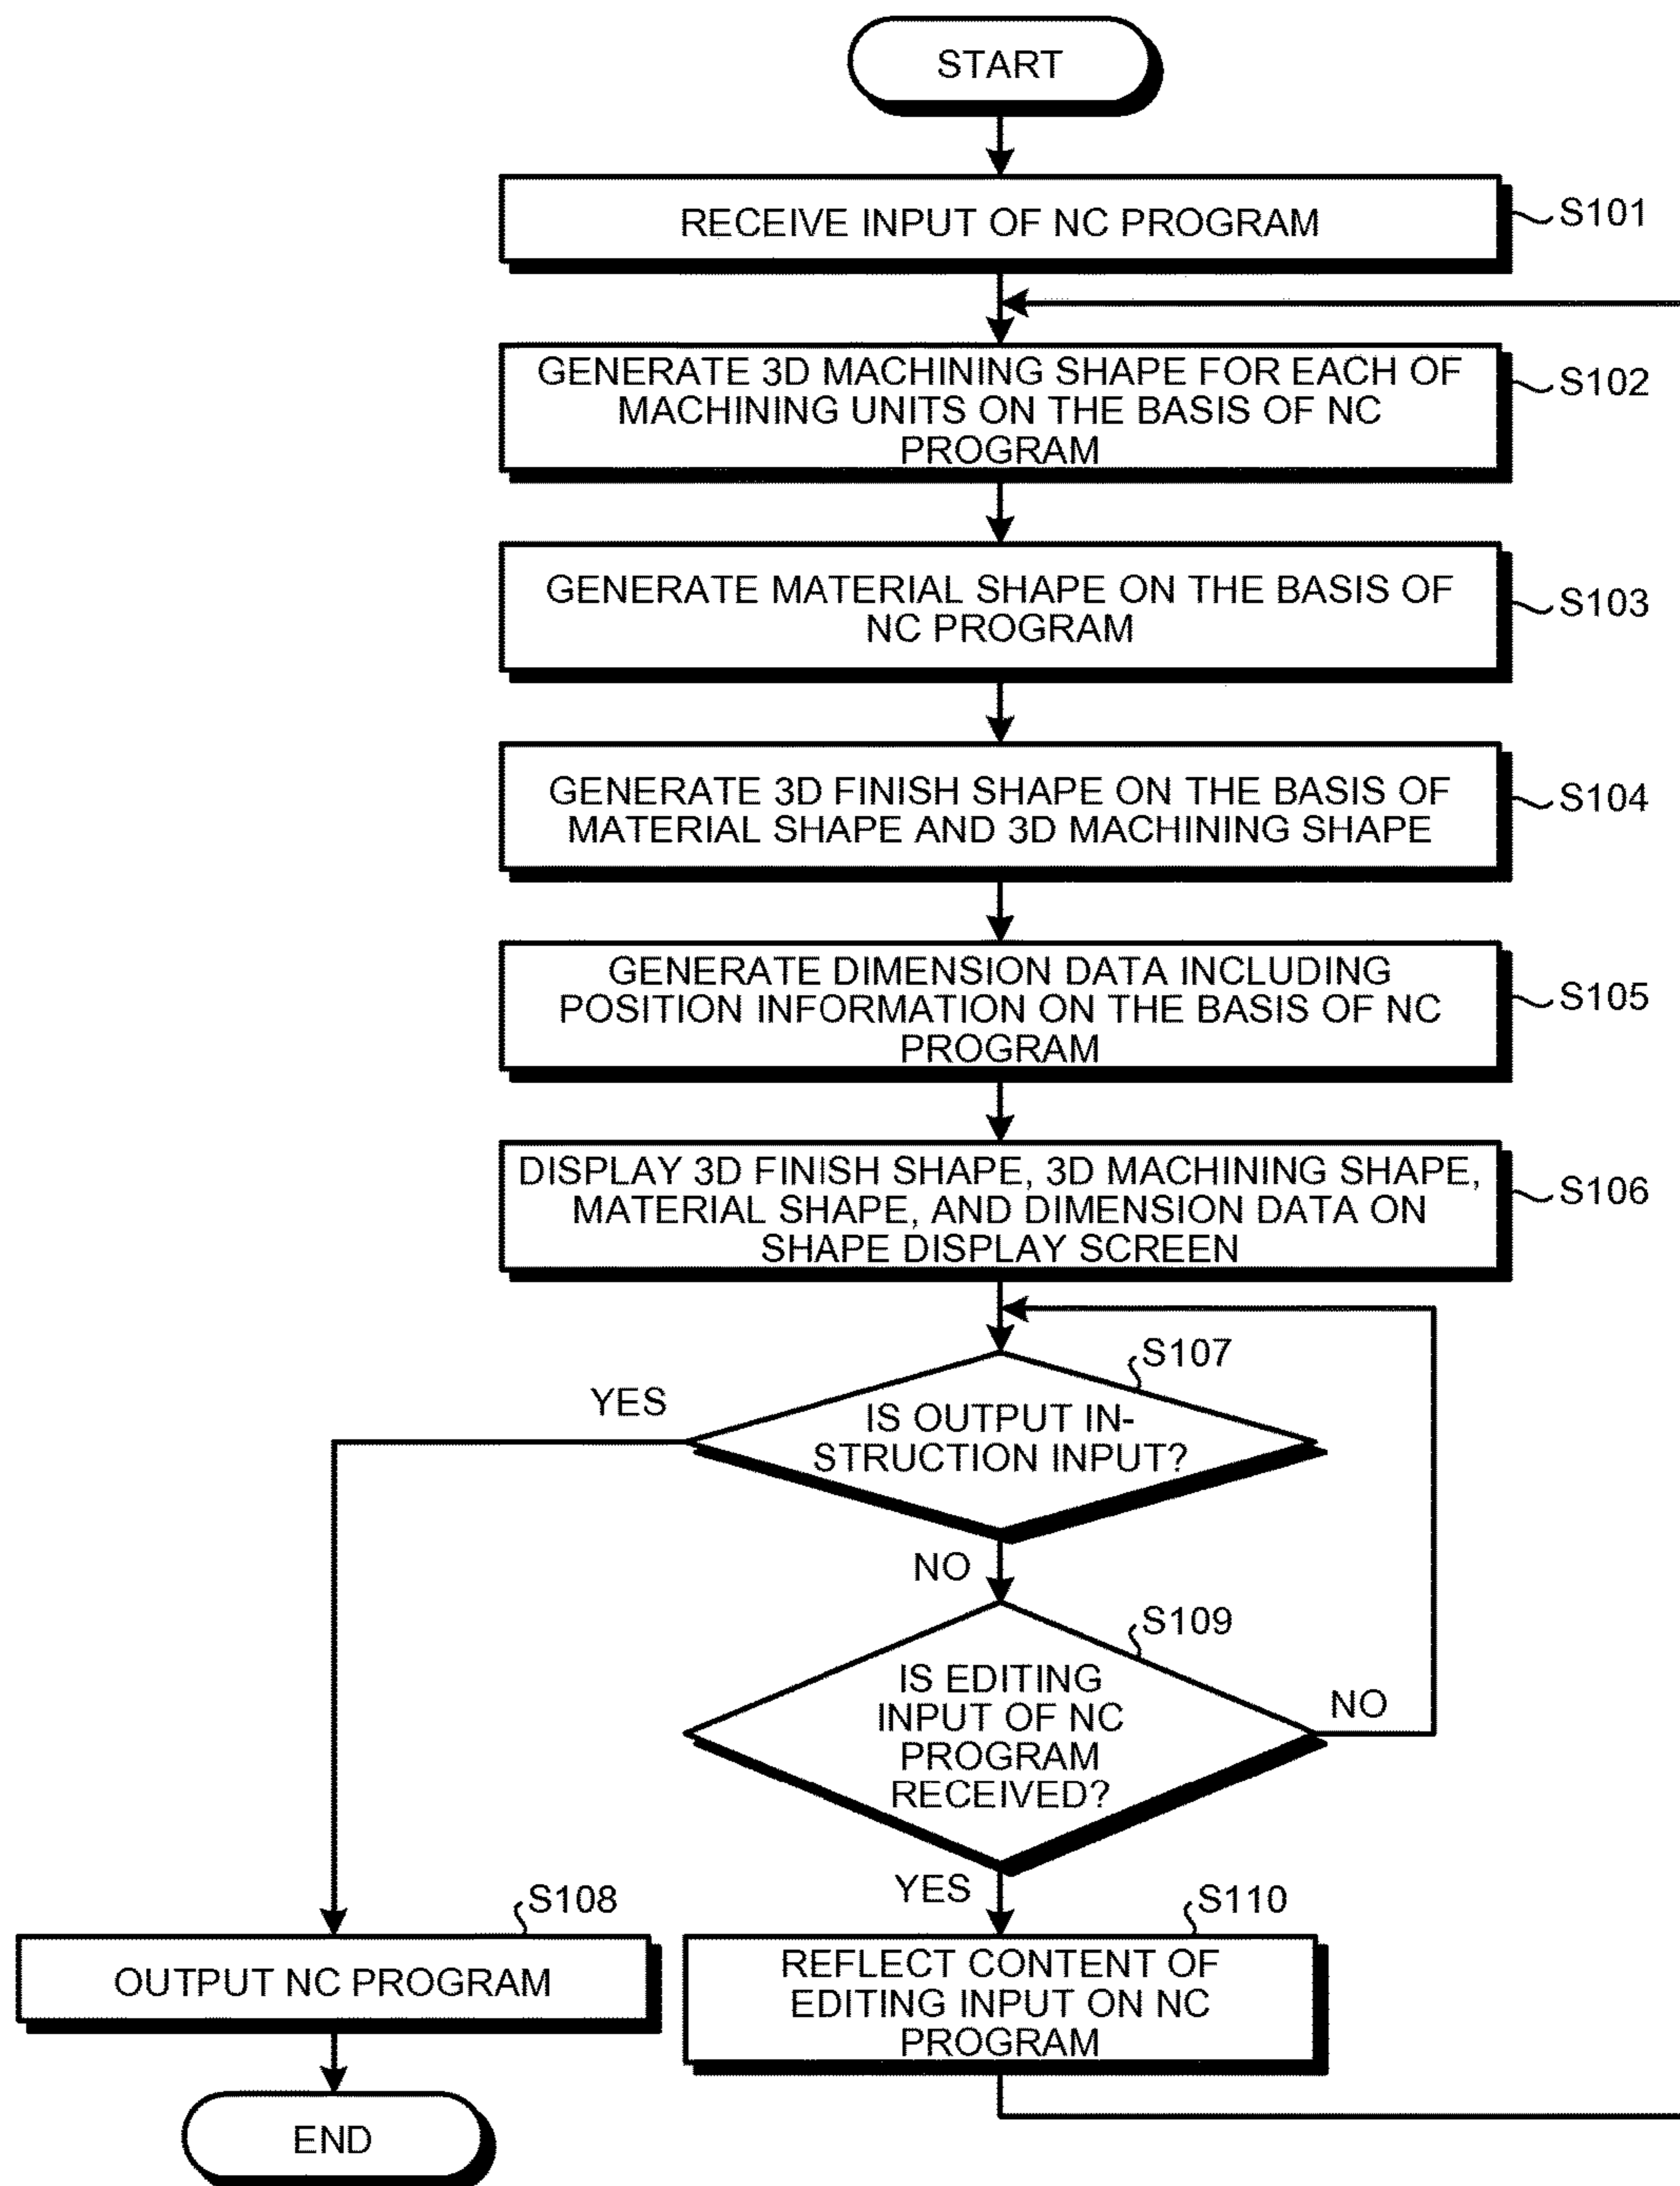 START
RECEIVE INPUT OF NC PROGRAM
S101
GENERATE 3D MACHINING SHAPE FOR EACH OF
MACHINING UNITS ON THE BASIS OF NC
PROGRAM
S102
GENERATE MATERIAL SHAPE ON THE BASIS OF
NC PROGRAM
S103
GENERATE 3D FINISH SHAPE ON THE BASIS OF
MATERIAL SHAPE AND 3D MACHINING SHAPE
S104
GENERATE DIMENSION DATA INCLUDING
POSITION INFORMATION ON THE BASIS OF NC
PROGRAM
S105
DISPLAY 3D FINISH SHAPE, 3D MACHINING SHAPE,
MATERIAL SHAPE, AND DIMENSION DATA ON
SHAPE DISPLAY SCREEN
S106
S107
YES
IS OUTPUT IN-
STRUCTION INPUT?
NO
S109
IS EDITING
INPUT OF NC
PROGRAM
RECEIVED?
NO
YES
S108
OUTPUT NC PROGRAM
S110
REFLECT CONTENT OF
EDITING INPUT ON NC
PROGRAM
END